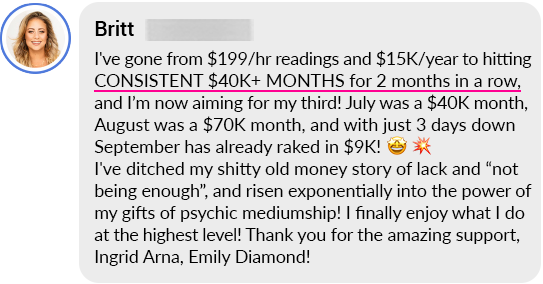 Britt
I've gone from $199/hr readings and $15K/year to hitting
CONSISTENT $40K+ MONTHS for 2 months in a row,
and I'm now aiming for my third! July was a $40K month,
August was a $70K month, and with just 3 days down
September has already raked in $9K! 🤩 💥
I've ditched my shitty old money story of lack and “not
being enough”, and risen exponentially into the power of
my gifts of psychic mediumship! I finally enjoy what I do
at the highest level! Thank you for the amazing support,
Ingrid Arna, Emily Diamond!